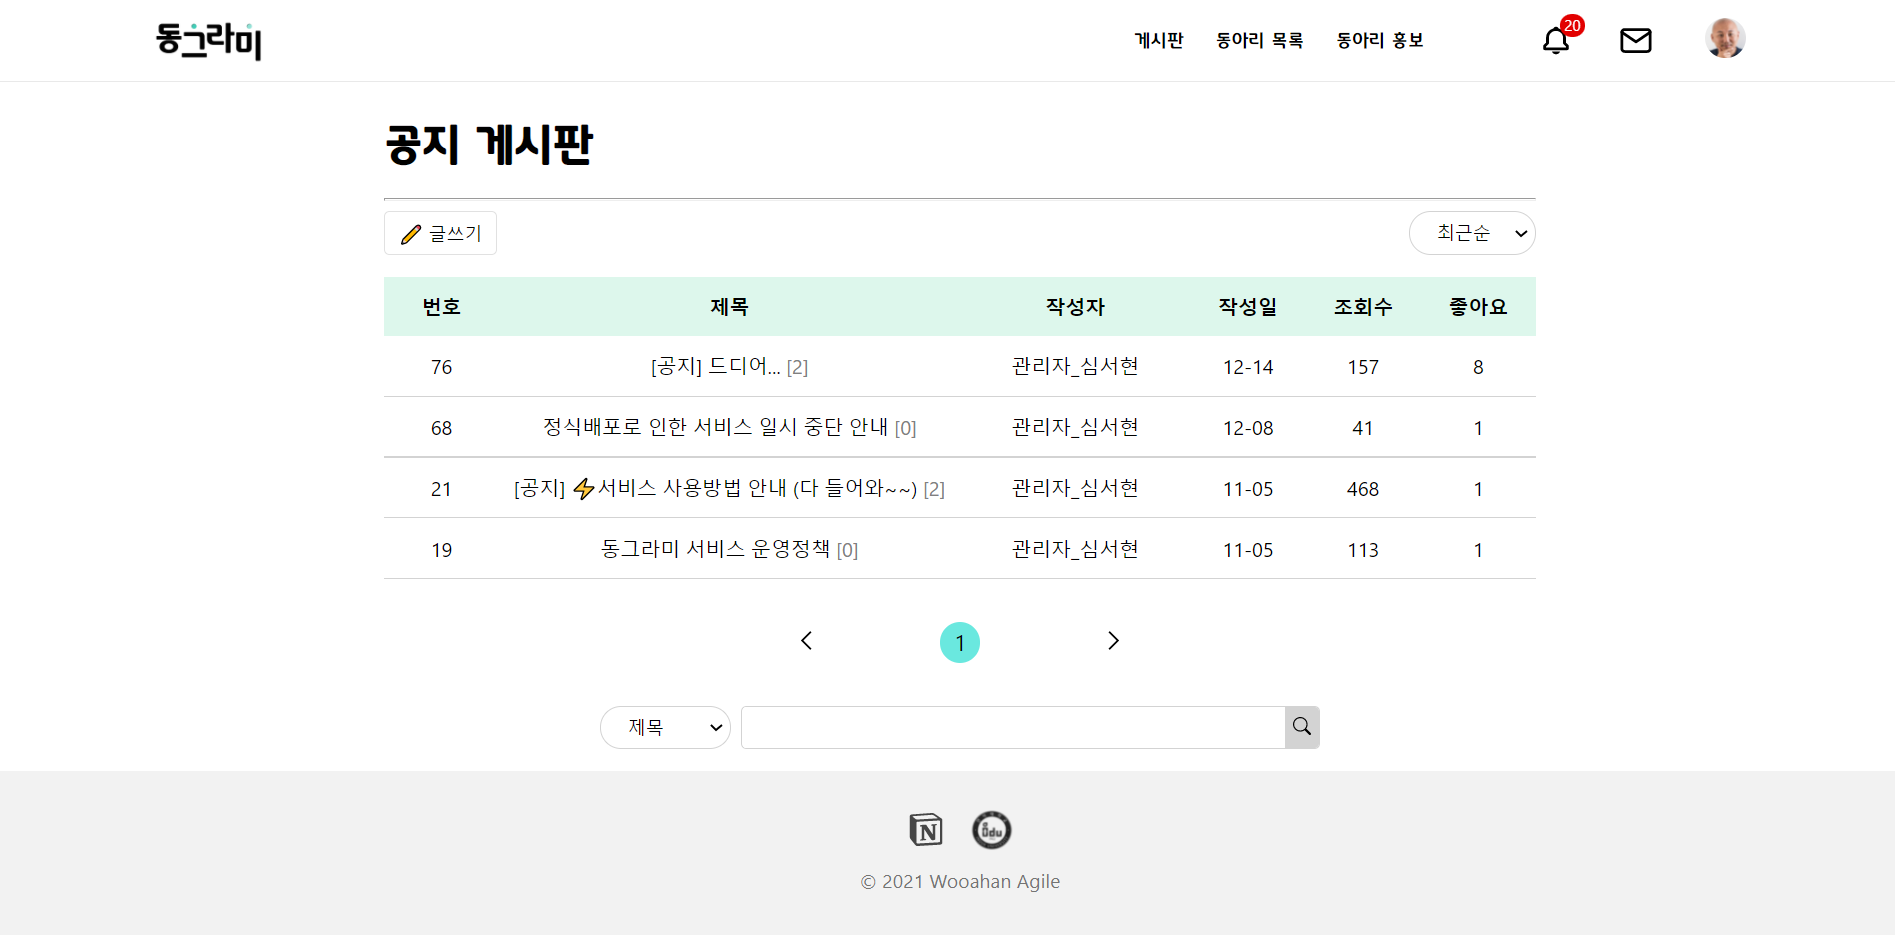 동그라미 게시판 동아리 목록 동아리 홍보 20
공지 게시판
글쓰기 최근순
번호 제목 작성자 작성일 조회수 좋아요
76 [공지] 드디어... [2] 관리자_심서현 12-14 157 8
68 정식배포로 인한 서비스 일시 중단 안내 [0] 관리자_심서현 12-08 41 1
21 [공지] ⚡서비스 사용방법 안내 (다 들어와~~) [2] 관리자_심서현 11-05 468 1
19 동그라미 서비스 운영정책 [0] 관리자_심서현 11-05 113 1
1
제목
N udu
© 2021 Wooahan Agile